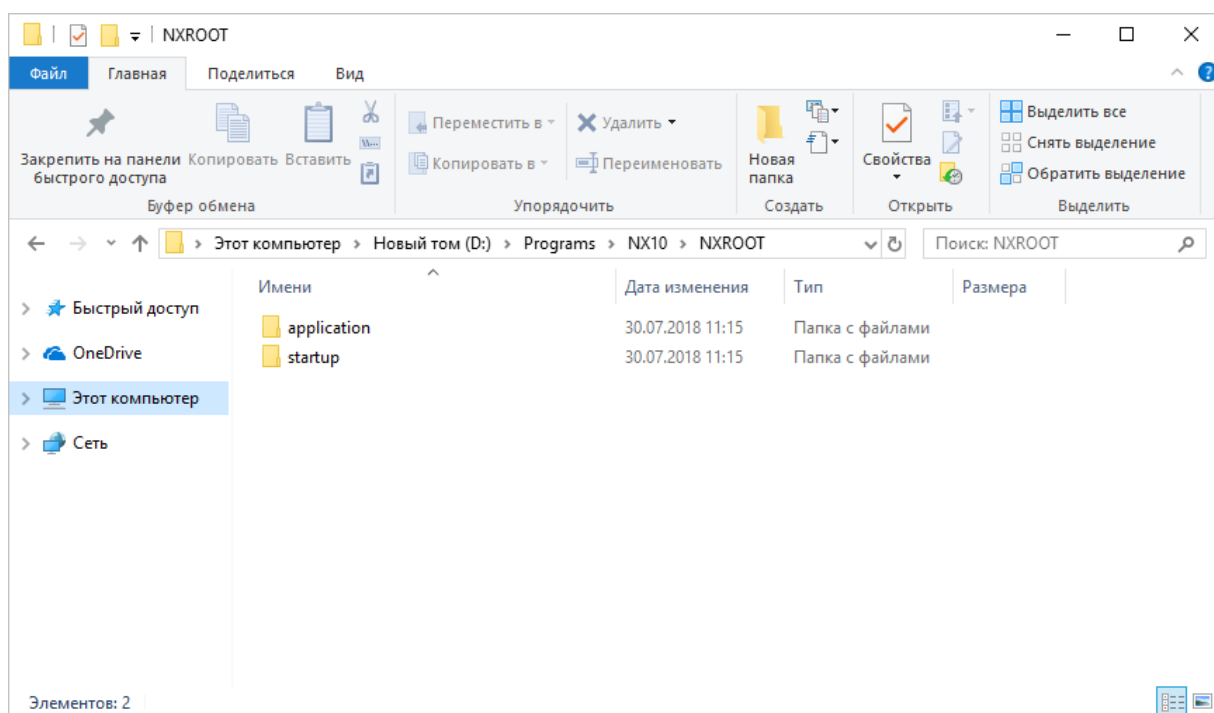 NXROOT
Файл Главная Поделиться Вид
Закрепить на панели быстрого доступа
Копировать
Вставить
Переместить в
Копировать в
Удалить
Переименовать
Новая папка
Свойства
Выделить все
Снять выделение
Обратить выделение
Буфер обмена Упорядочить Создать Открыть Выделить
Этот компьютер > Новый том (D:) > Programs > NX10 > NXROOT
Поиск: NXROOT
Имени Дата изменения Тип Размера
Быстрый доступ
OneDrive
Этот компьютер
Сеть
application 30.07.2018 11:15 Папка с файлами
startup 30.07.2018 11:15 Папка с файлами
Элементов: 2